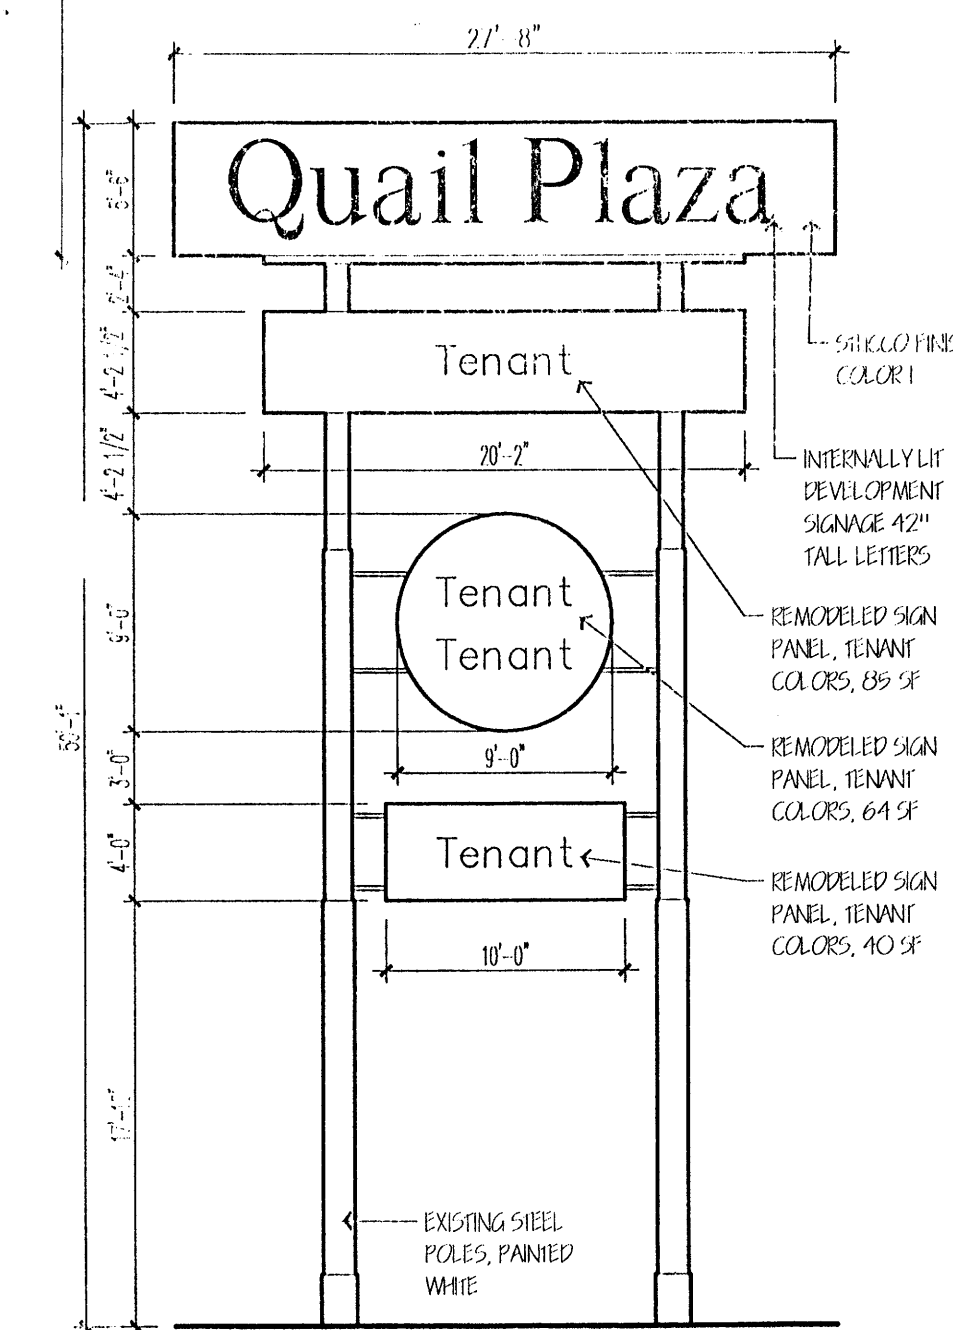 27'-8"
Quail Plaza
2'-4"
4'-2 1/2"
Tenant
STUCCO FINIS
COLOR 1
4'-2 1/2"
20'-2"
INTERNALLY LIT
DEVELOPMENT
SIGNAGE 42"
TALL LETTERS
9'-0"
Tenant
Tenant
REMODELED SIGN
PANEL, TENANT
COLORS, 85 SF
9'-0"
3'-0"
REMODELED SIGN
PANEL, TENANT
COLORS, 64 SF
4'-0"
Tenant
REMODELED SIGN
PANEL, TENANT
COLORS, 40 SF
10'-0"
EXISTING STEEL
POLES, PAINTED
WHITE